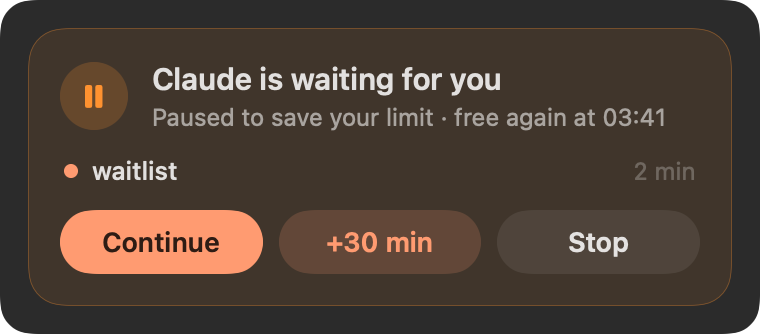 Claude is waiting for you
Paused to save your limit · free again at 03:41
waitlist 2 min
Continue +30 min Stop